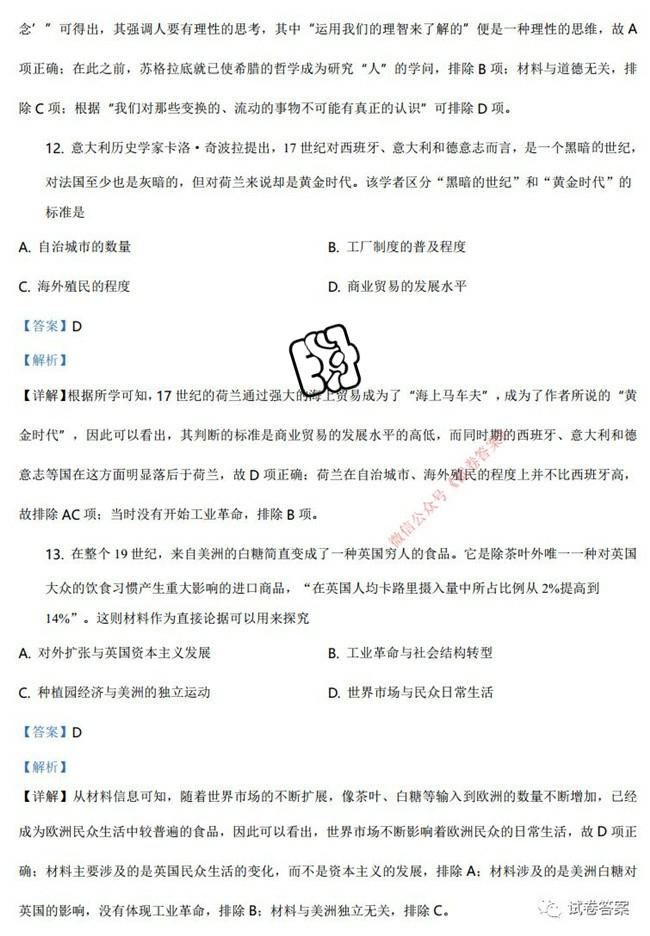 念’”可得出，其强调人要有理性的思考，其中“运用我们的理智来了解的”便是一种理性的思维，故 A
项正确；在此之前，苏格拉底就已使希腊的哲学成为研究“人”的学问，排除 B 项；材料与道德无关，排
除 C 项；根据“我们对那些变换的、流动的事物不可能有真正的认识”可排除 D 项。
12. 意大利历史学家卡洛·奇波拉提出，17 世纪对西班牙、意大利和德意志而言，是一个黑暗的世纪，
对法国至少也是灰暗的，但对荷兰来说却是黄金时代。该学者区分“黑暗的世纪”和“黄金时代”的
标准是
A. 自治城市的数量 B. 工厂制度的普及程度
C. 海外殖民的程度 D. 商业贸易的发展水平
【答案】D
【解析】
【详解】根据所学可知，17 世纪的荷兰通过强大的海上贸易成为了“海上马车夫”，成为了作者所说的“黄
金时代”，因此可以看出，其判断的标准是商业贸易的发展水平的高低，而同时期的西班牙、意大利和德
意志等国在这方面明显落后于荷兰，故 D 项正确；荷兰在自治城市、海外殖民的程度上并不比西班牙高，
故排除 AC 项；当时没有开始工业革命，排除 B 项。
微信公众号《试卷答案》
13. 在整个 19 世纪，来自美洲的白糖简直变成了一种英国穷人的食品。它是除茶叶外唯一一种对英国
大众的饮食习惯产生重大影响的进口商品，“在英国人均卡路里摄入量中所占比例从 2%提高到
14%”。这则材料作为直接论据可以用来探究
A. 对外扩张与英国资本主义发展 B. 工业革命与社会结构转型
C. 种植园经济与美洲的独立运动 D. 世界市场与民众日常生活
【答案】D
【解析】
【详解】从材料信息可知，随着世界市场的不断扩展，像茶叶、白糖等输入到欧洲的数量不断增加，已经
成为欧洲民众生活中较普遍的食品，因此可以看出，世界市场不断影响着欧洲民众的日常生活，故 D 项正
确；材料主要涉及的是英国民众生活的变化，而不是资本主义的发展，排除 A；材料涉及的是美洲白糖对
英国的影响，没有体现工业革命，排除 B；材料与美洲独立无关，排除 C。
试卷答案